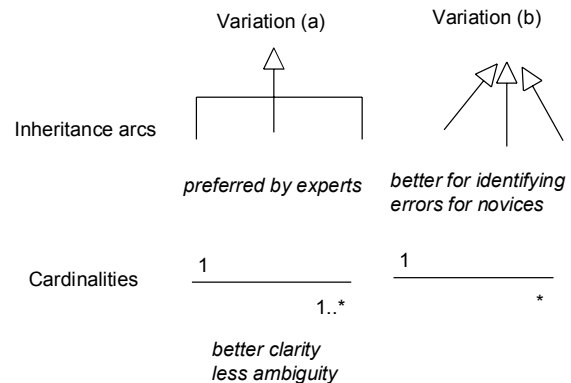 Variation (a)
Variation (b)
Inheritance arcs
preferred by experts
better for identifying
errors for novices
Cardinalities
1
1..*
1
*
better clarity
less ambiguity